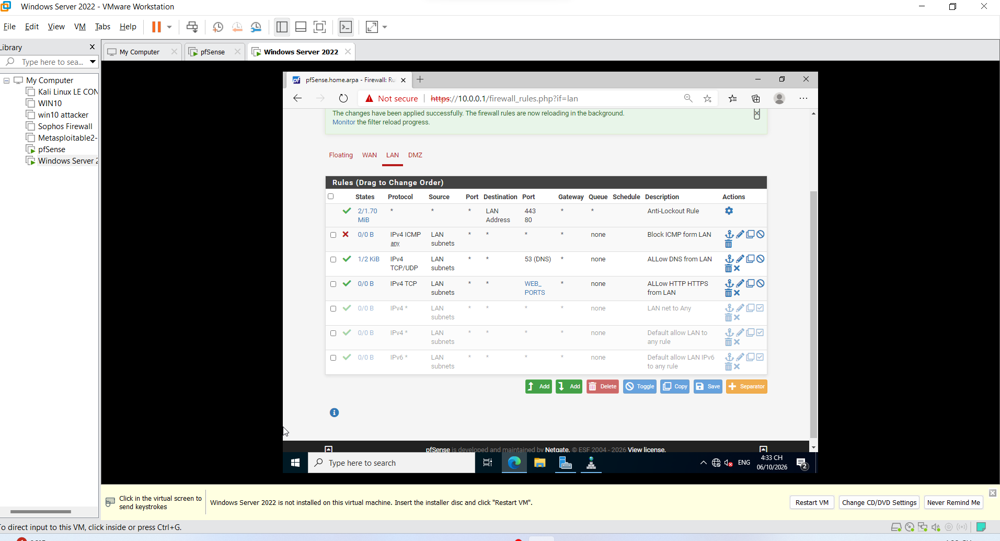 Windows Server 2022 - VMware Workstation
File Edit View VM Tabs Help
Library
My Computer
pfSense
Windows Server 2022
Type here to sea...
My Computer
Kali Linux LE CON
WIN10
win10 attacker
Sophos Firewall
Metasploitable2-
pfSense
Windows Server 2
pfSense.home.arpa - Firewall: Ru
Not secure https://10.0.0.1/firewall_rules.php?if=lan
The changes have been applied successfully. The firewall rules are now reloading in the background.
Monitor the filter reload progress.
Floating WAN LAN DMZ
Rules (Drag to Change Order)
States Protocol Source Port Destination Port Gateway Queue Schedule Description Actions
2/1.70 * * * LAN 443 * * Anti-Lockout Rule
MiB Address 80
0/0 B IPv4 ICMP LAN * * * * none Block ICMP form LAN
any subnets
1/2 KiB IPv4 LAN * * 53 (DNS) * none ALLow DNS from LAN
TCP/UDP subnets
0/0 B IPv4 TCP LAN * * WEB_ * none ALLow HTTP HTTPS
subnets PORTS from LAN
0/0 B IPv4 * LAN * * * * none LAN net to Any
subnets
0/0 B IPv4 * LAN * * * * none Default allow LAN to
subnets any rule
0/0 B IPv6 * LAN * * * * none Default allow LAN IPv6
subnets to any rule
Add Add Delete Toggle Copy Save Separator
pfSense is developed and maintained by Netgate. © ESF 2004 - 2026 View license.
Type here to search
ENG
4:33 CH
06/10/2026
2
Click in the virtual screen to
send keystrokes
Windows Server 2022 is not installed on this virtual machine. Insert the installer disc and click "Restart VM".
Restart VM Change CD/DVD Settings Never Remind Me
To direct input to this VM, click inside or press Ctrl+G.